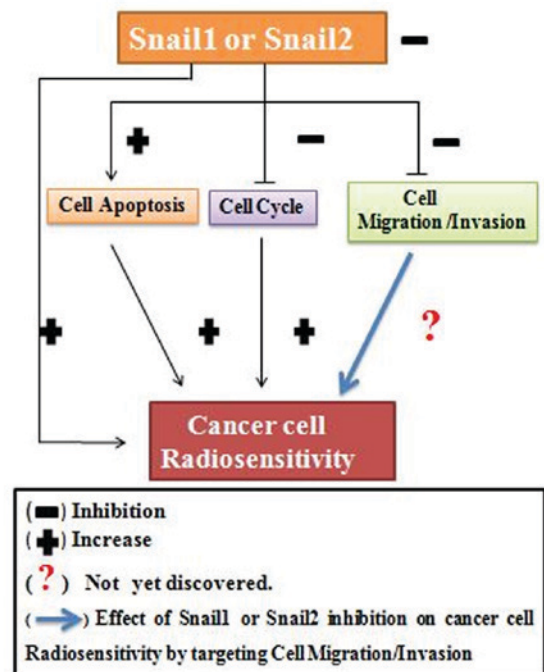 Snail1 or Snail2
Cell Apoptosis
Cell Cycle
Cell
Migration /Invasion
?
Cancer cell
Radiosensitivity
(−) Inhibition
(+) Increase
(?) Not yet discovered.
(→) Effect of Snail1 or Snail2 inhibition on cancer cell
Radiosensitivity by targeting Cell Migration/Invasion